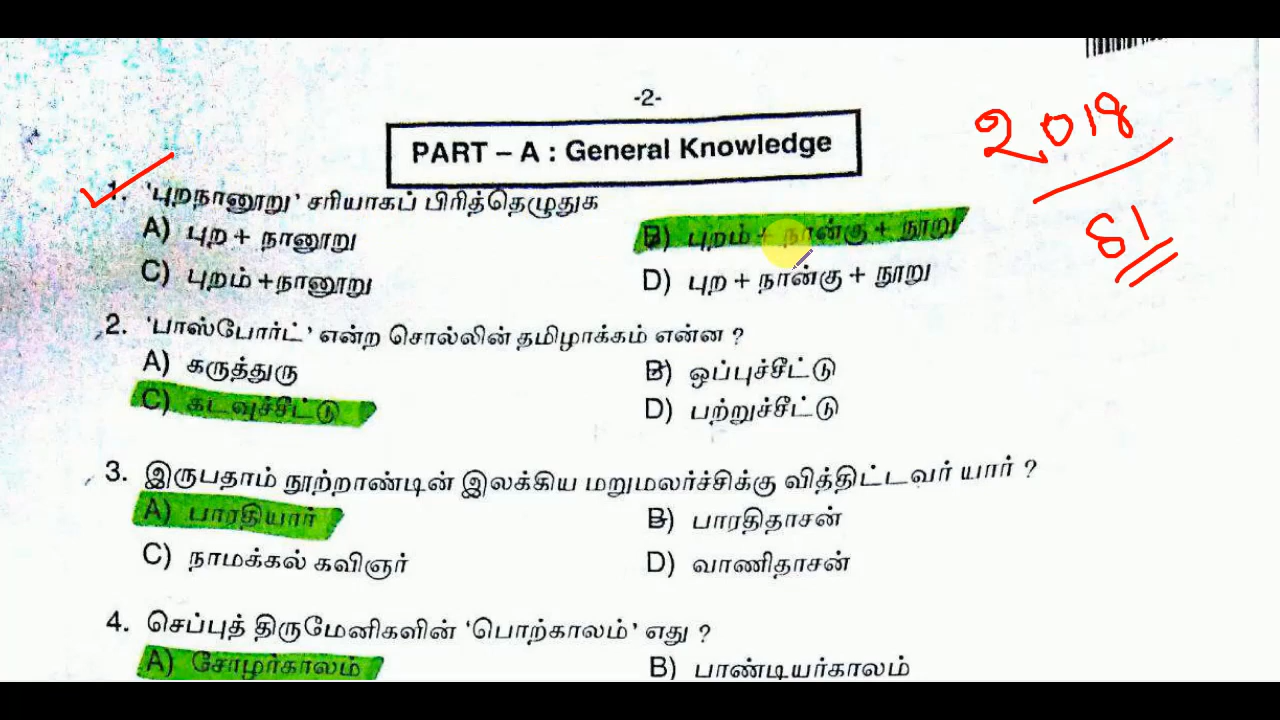 -2-
PART – A : General Knowledge
2018
81
1. 'புறநானூறு' சரியாகப் பிரித்தெழுதுக
A) புற + நானூறு B) புறம் + நான்கு + நூறு
C) புறம் +நானூறு D) புற + நான்கு + நூறு
2. 'பாஸ்போர்ட்' என்ற சொல்லின் தமிழாக்கம் என்ன ?
A) கருத்துரு B) ஒப்புச்சீட்டு
C) கடவுச்சீட்டு D) பற்றுச்சீட்டு
3. இருபதாம் நூற்றாண்டின் இலக்கிய மறுமலர்ச்சிக்கு வித்திட்டவர் யார் ?
A) பாரதியார் B) பாரதிதாசன்
C) நாமக்கல் கவிஞர் D) வாணிதாசன்
4. செப்புத் திருமேனிகளின் 'பொற்காலம்' எது ?
A) சோழர்காலம் B) பாண்டியர்காலம்